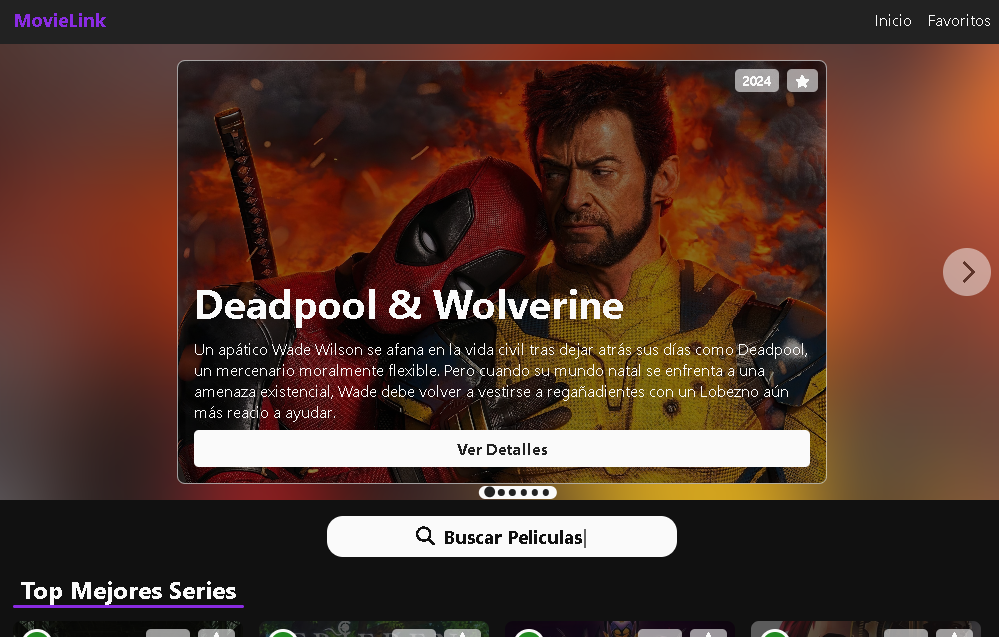 MovieLink
Inicio Favoritos
2024
Deadpool & Wolverine
Un apático Wade Wilson se afana en la vida civil tras dejar atrás sus días como Deadpool,
un mercenario moralmente flexible. Pero cuando su mundo natal se enfrenta a una
amenaza existencial, Wade debe volver a vestirse a regañadientes con un Lobezno aún
más reacio a ayudar.
Ver Detalles
Buscar Peliculas
Top Mejores Series